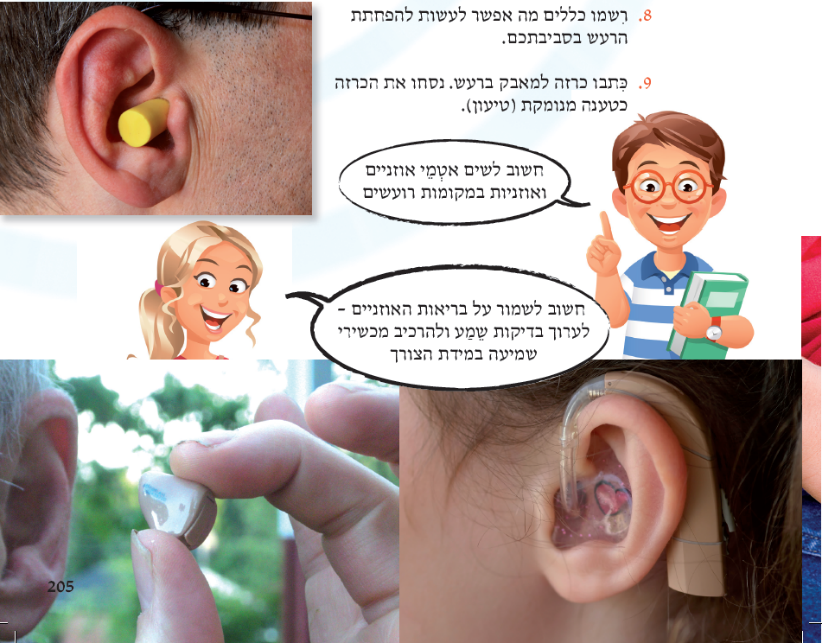 8. רִשמו כללים מה אפשר לעשות להפחתת
הרעש בסביבתכם.
9. כִּתבו כרזה למאבק ברעש. נסחו את הכרזה
כטענה מנומקת (טיעון).
חשוב לשים אטְמֵי אוזניים
ואוזניות במקומות רועשים
חשוב לשמור על בריאות האוזניים –
לערוך בדיקות שֵמַע ולהרכיב מכשירי
שמיעה במידת הצורך
205